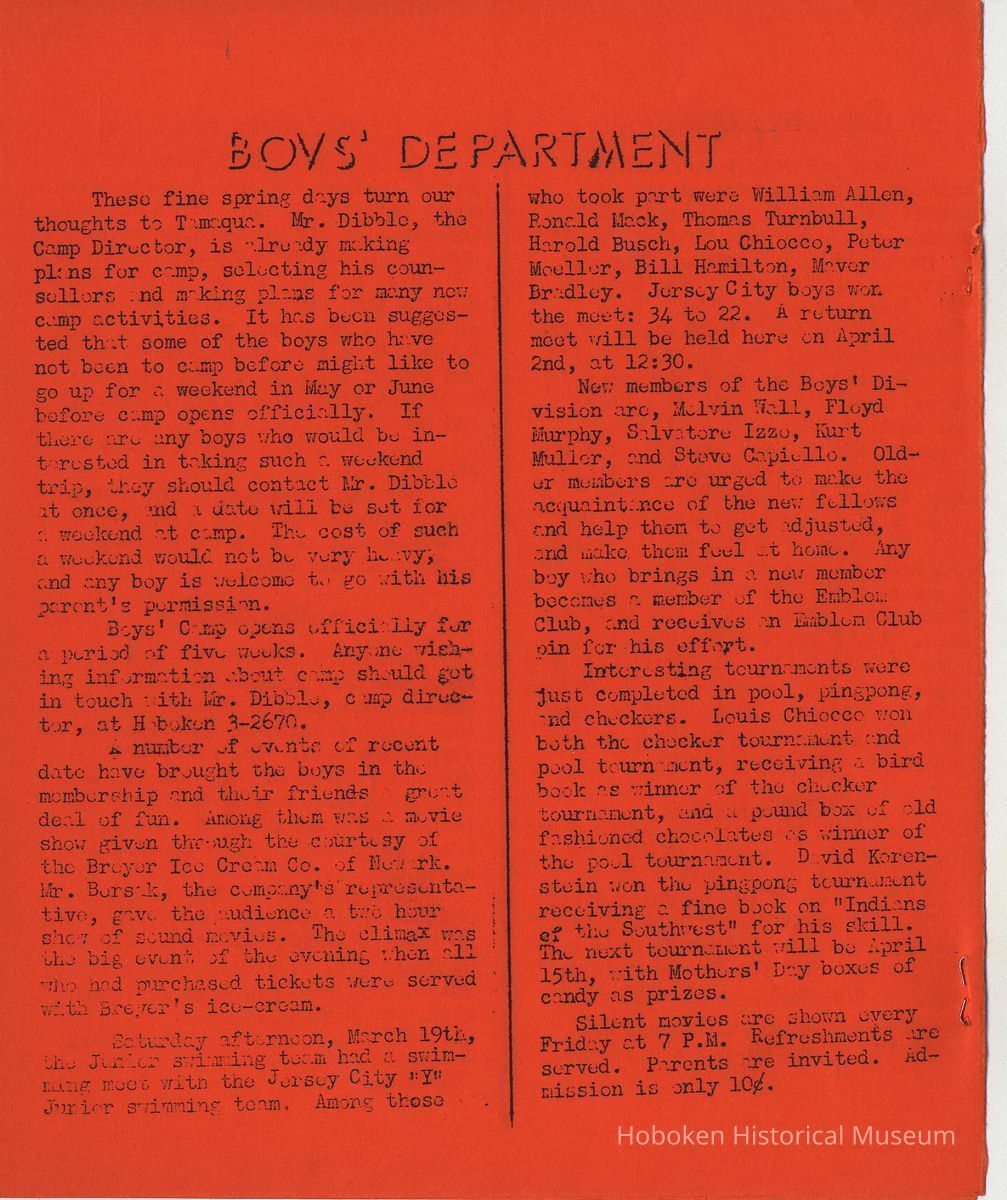 BOYS' DEPARTMENT
These fine spring days turn our
thoughts to Tamaqua. Mr. Dibble, the
Camp Director, is already making
plans for camp, selecting his coun-
sellors and making plans for many new
camp activities. It has been sugges-
ted that some of the boys who have
not been to camp before might like to
go up for a weekend in May or June
before camp opens officially. If
there are any boys who would be in-
terested in taking such a weekend
trip, they should contact Mr. Dibble
at once, and a date will be set for
a weekend at camp. The cost of such
a weekend would not be very heavy,
and any boy is welcome to go with his
parent's permission.
Boys' Camp opens officially for
a period of five weeks. Anyone wish-
ing information about camp should get
in touch with Mr. Dibble, camp direc-
tor, at Hoboken 3-2670.
A number of events of recent
date have brought the boys in the
membership and their friends a great
deal of fun. Among them was a movie
show given through the courtesy of
the Breyer Ice Cream Co. of Newark.
Mr. Bersak, the company's representa-
tive, gave the audience a two hour
show of sound movies. The climax was
the big event of the evening when all
who had purchased tickets were served
with Breyer's ice-cream.
Saturday afternoon, March 19th,
the Junior swimming team had a swim-
ming meet with the Jersey City "Y"
Junior swimming team. Among those
who took part were William Allen,
Ronald Mack, Thomas Turnbull,
Harold Busch, Lou Chiocco, Peter
Moeller, Bill Hamilton, Maver
Bradley. Jersey City boys won
the meet: 34 to 22. A return
meet will be held here on April
2nd, at 12:30.
New members of the Boys' Di-
vision are, Melvin Wall, Floyd
Murphy, Salvatore Izzo, Kurt
Muller, and Steve Capiello. Old-
er members are urged to make the
acquaintance of the new fellows
and help them to get adjusted,
and make them feel at home. Any
boy who brings in a new member
becomes a member of the Emblem
Club, and receives an Emblem Club
pin for his effort.
Interesting tournaments were
just completed in pool, pingpong,
and checkers. Louis Chiocco won
both the checker tournament and
pool tournament, receiving a bird
book as winner of the checker
tournament, and a pound box of old
fashioned chocolates as winner of
the pool tournament. David Koren-
stein won the pingpong tournament
receiving a fine book on "Indians
of the Southwest" for his skill.
The next tournament will be April
15th, with Mothers' Day boxes of
candy as prizes.
Silent movies are shown every
Friday at 7 P.M. Refreshments are
served. Parents are invited. Ad-
mission is only 10¢.
Hoboken Historical Museum